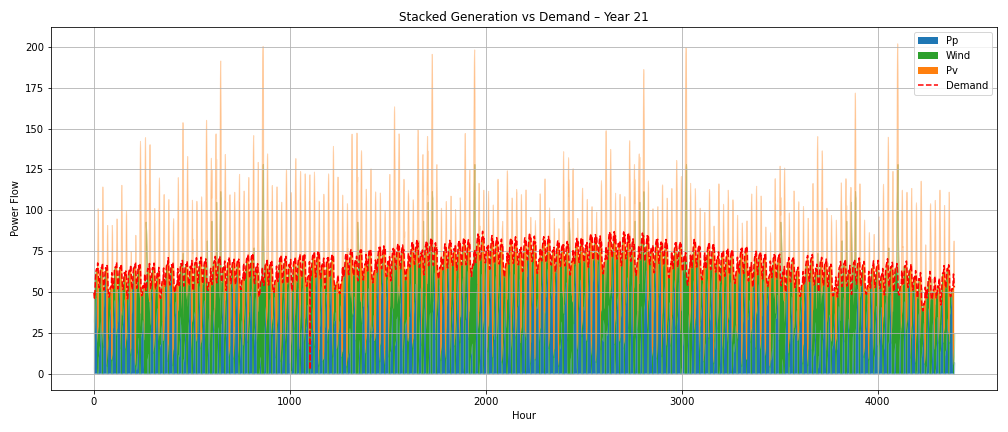 Stacked Generation vs Demand – Year 21
200
175
150
125
100
75
50
25
0
Power Flow
0 1000 2000 3000 4000
Hour
Pp
Wind
Pv
Demand